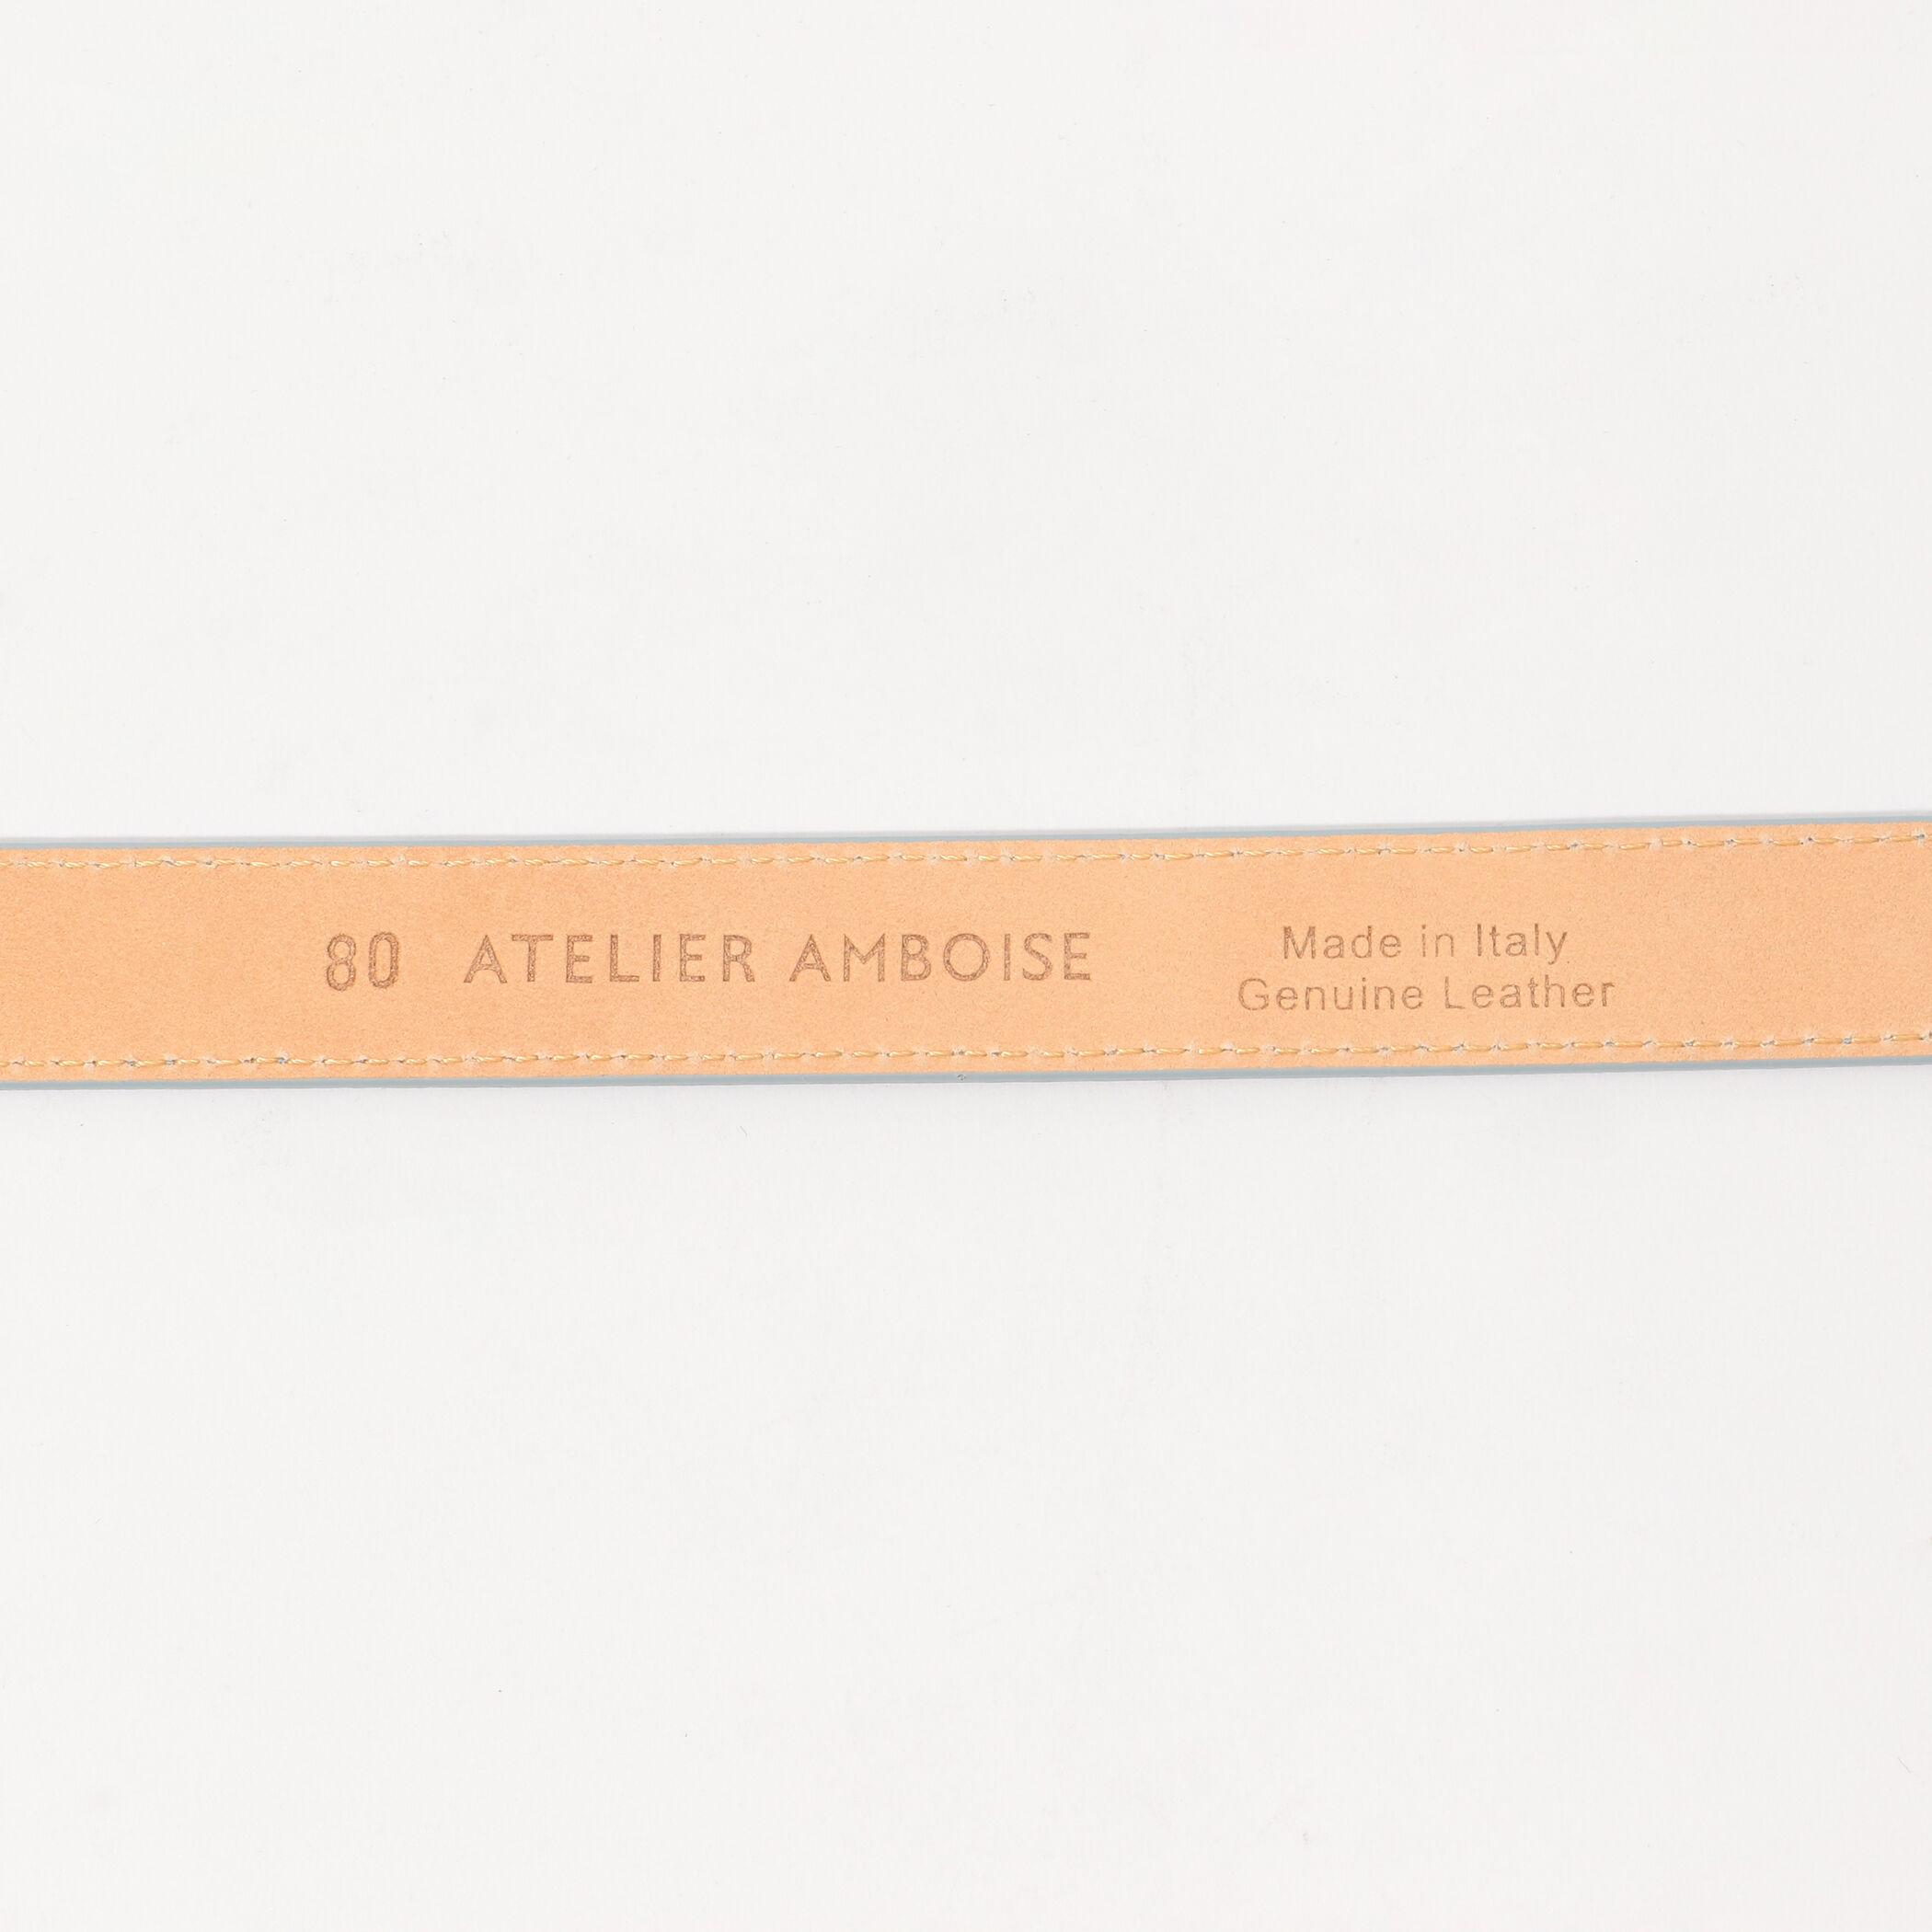 80 ATELIER AMBOISE
Made in Italy
Genuine Leather